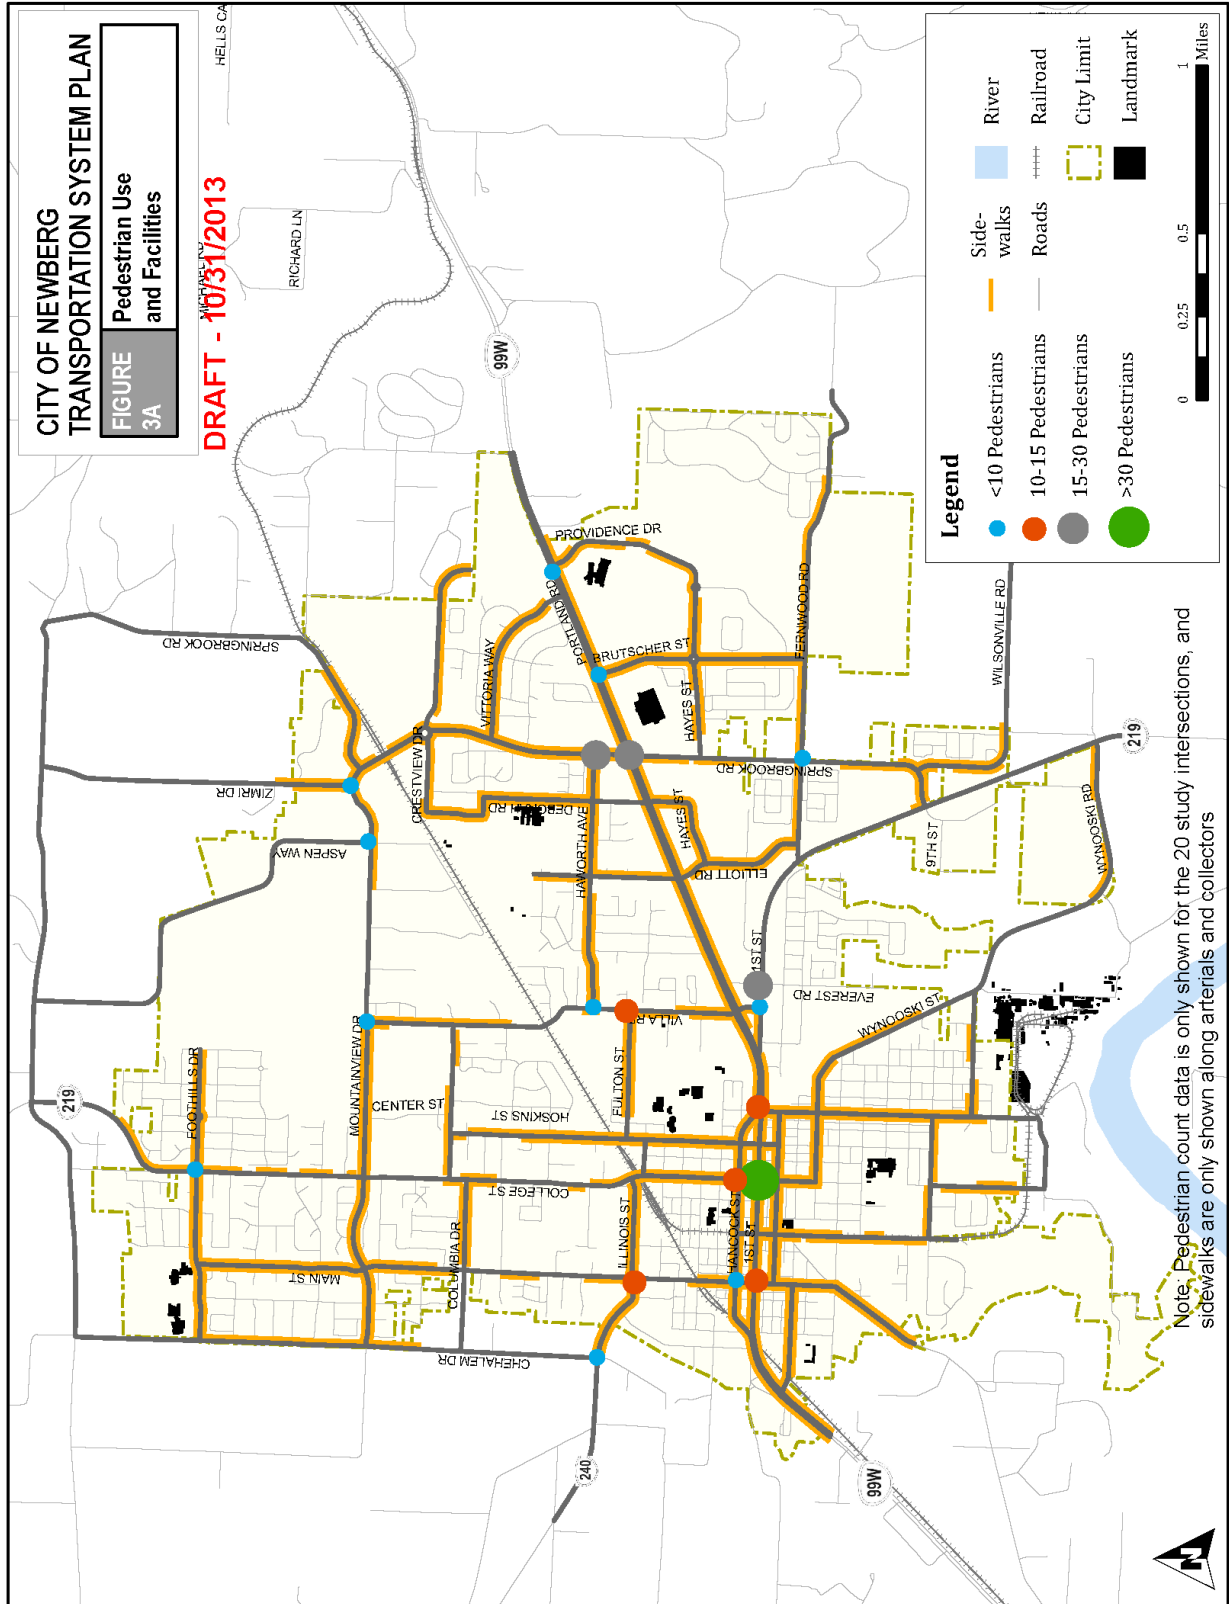 CITY OF NEWBERG
TRANSPORTATION SYSTEM PLAN
FIGURE
3A
Pedestrian Use
and Facilities
DRAFT - 10/31/2013
HELLS CA
RICHARD LN
99W
SPRINGBROOK RD
ZIMRI DR
ASPEN WAY
CRESTVIEW DR
VITTORIA WAY
PORTLAND RD
PROVIDENCE DR
BRUTSCHER ST
HAYES ST
FERNWOOD RD
WILSONVILLE RD
SPRINGBROOK RD
HAWORTH AVE
HAYES ST
ELLIOTT RD
9TH ST
WYNOOSKI RD
219
219
FOOTHILLS DR
MOUNTAINVIEW DR
CENTER ST
HOSKINS ST
FULTON ST
VILLA RD
1ST ST
EVEREST RD
WYNOOSKI ST
COLLEGE ST
COLUMBIA DR
MAIN ST
ILLINOIS ST
HANCOCK ST
1ST ST
CHEHALEM DR
240
99W
Legend
<10 Pedestrians
10-15 Pedestrians
15-30 Pedestrians
>30 Pedestrians
Side-
walks
Roads
River
Railroad
City Limit
Landmark
0
0.25
0.5
1
Miles
Note: Pedestrian count data is only shown for the 20 study intersections, and
sidewalks are only shown along arterials and collectors
N